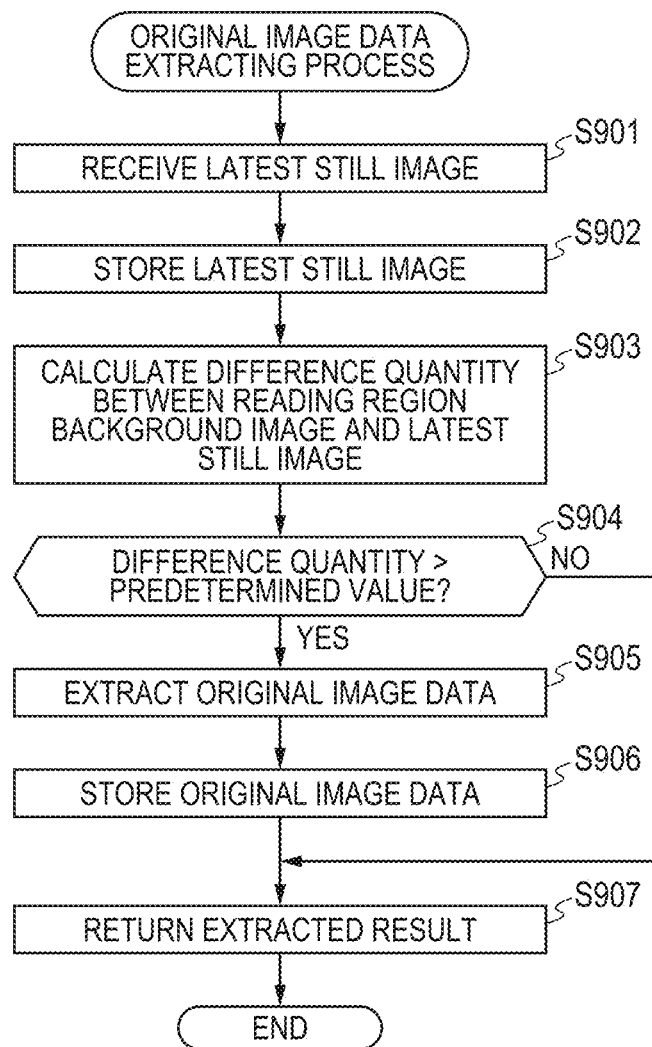 ORIGINAL IMAGE DATA
EXTRACTING PROCESS
S901
RECEIVE LATEST STILL IMAGE
S902
STORE LATEST STILL IMAGE
S903
CALCULATE DIFFERENCE QUANTITY
BETWEEN READING REGION
BACKGROUND IMAGE AND LATEST
STILL IMAGE
S904
DIFFERENCE QUANTITY >
PREDETERMINED VALUE?
NO
YES
S905
EXTRACT ORIGINAL IMAGE DATA
S906
STORE ORIGINAL IMAGE DATA
S907
RETURN EXTRACTED RESULT
END